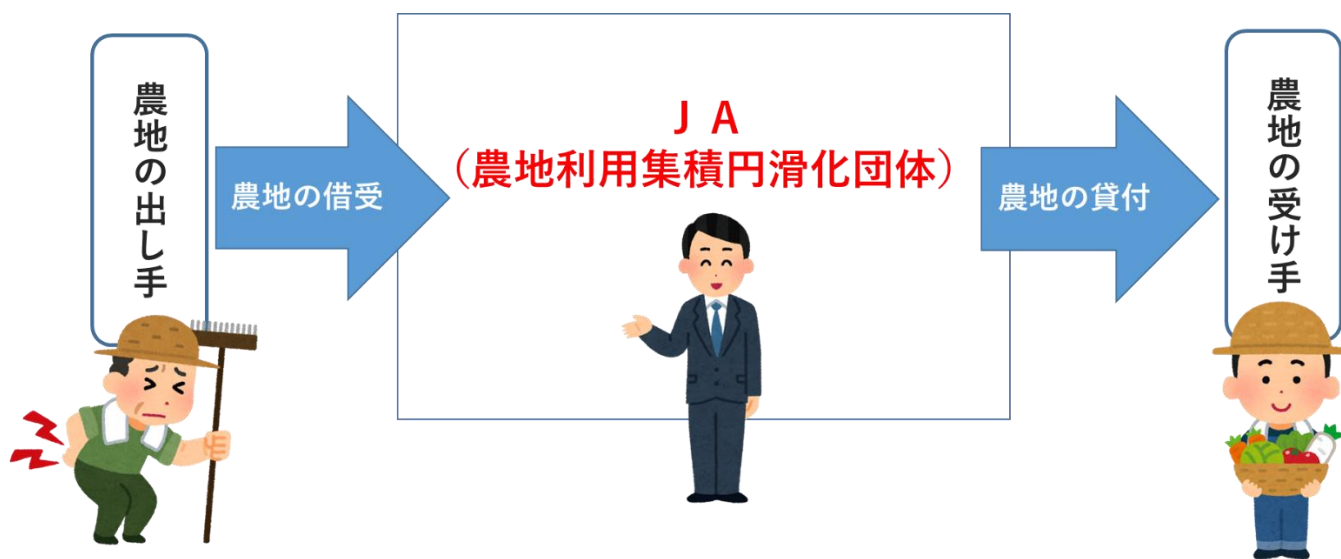 農地の出し手
農地の借受
J A
（農地利用集積円滑化団体）
農地の貸付
農地の受け手